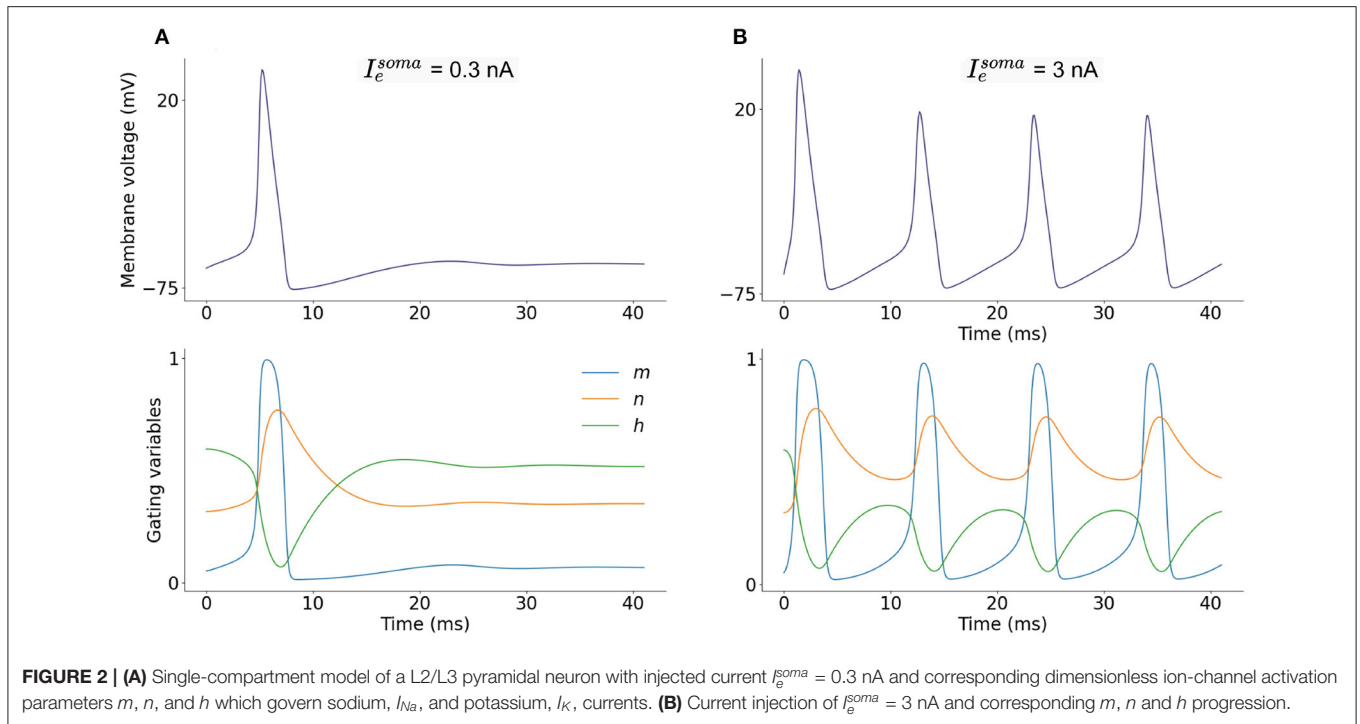 A
B
I_e^soma = 0.3 nA
I_e^soma = 3 nA
Membrane voltage (mV)
20
−75
0 10 20 30 40
20
−75
0 10 20 30 40
Time (ms)
Gating variables
1
0
m
n
h
0 10 20 30 40
Time (ms)
1
0
0 10 20 30 40
Time (ms)
FIGURE 2 | (A) Single-compartment model of a L2/L3 pyramidal neuron with injected current I_e^soma = 0.3 nA and corresponding dimensionless ion-channel activation
parameters m, n, and h which govern sodium, I_Na, and potassium, I_K, currents. (B) Current injection of I_e^soma = 3 nA and corresponding m, n and h progression.